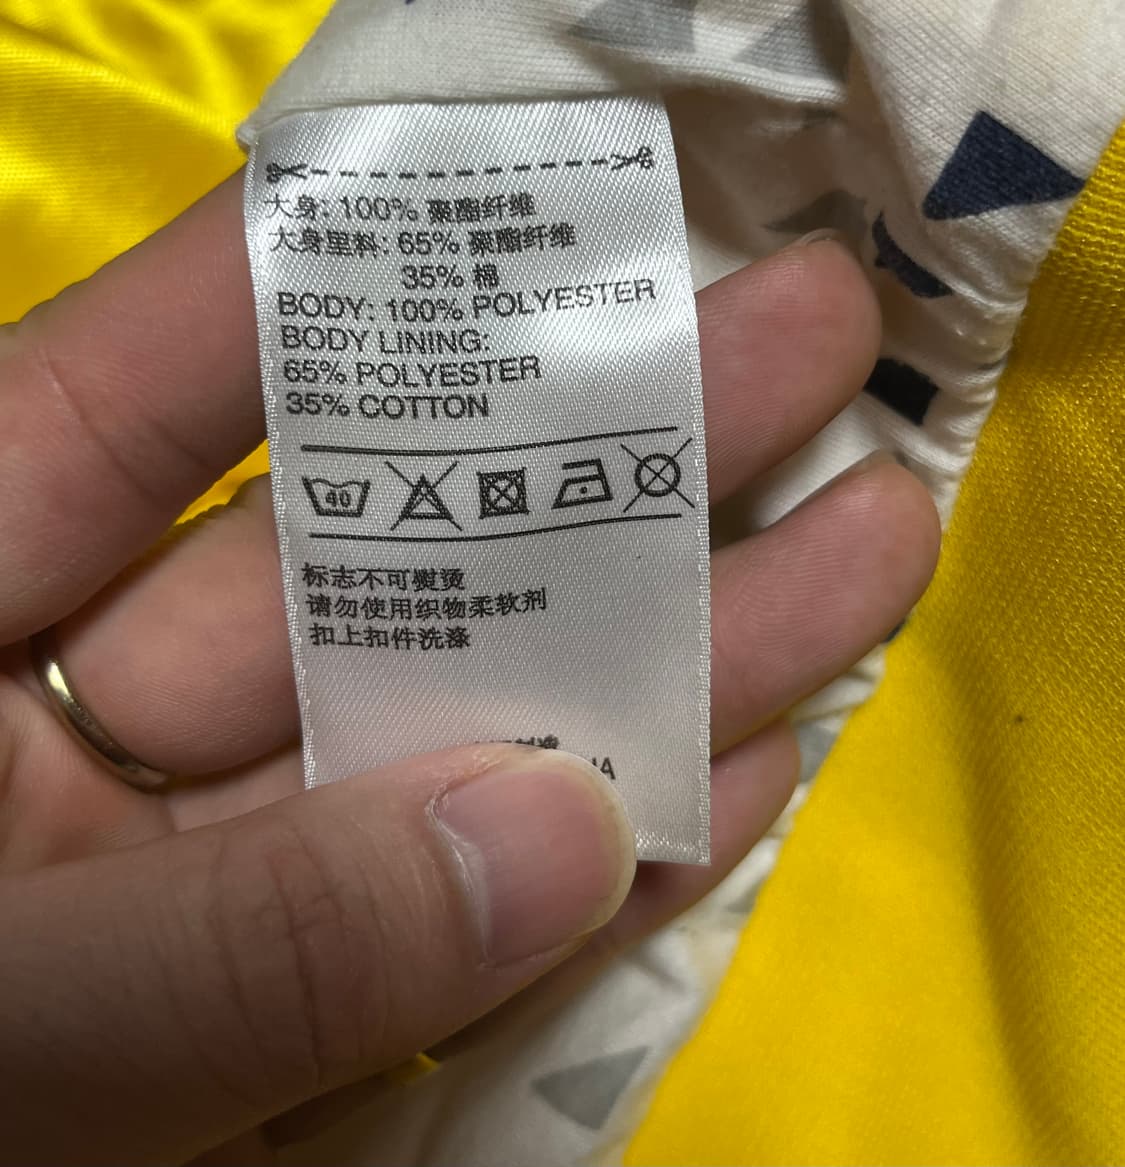 大身: 100% 聚酯纤维
大身里料: 65% 聚酯纤维
35% 棉
BODY: 100% POLYESTER
BODY LINING:
65% POLYESTER
35% COTTON
40
标志不可熨烫
请勿使用织物柔软剂
扣上扣件洗涤